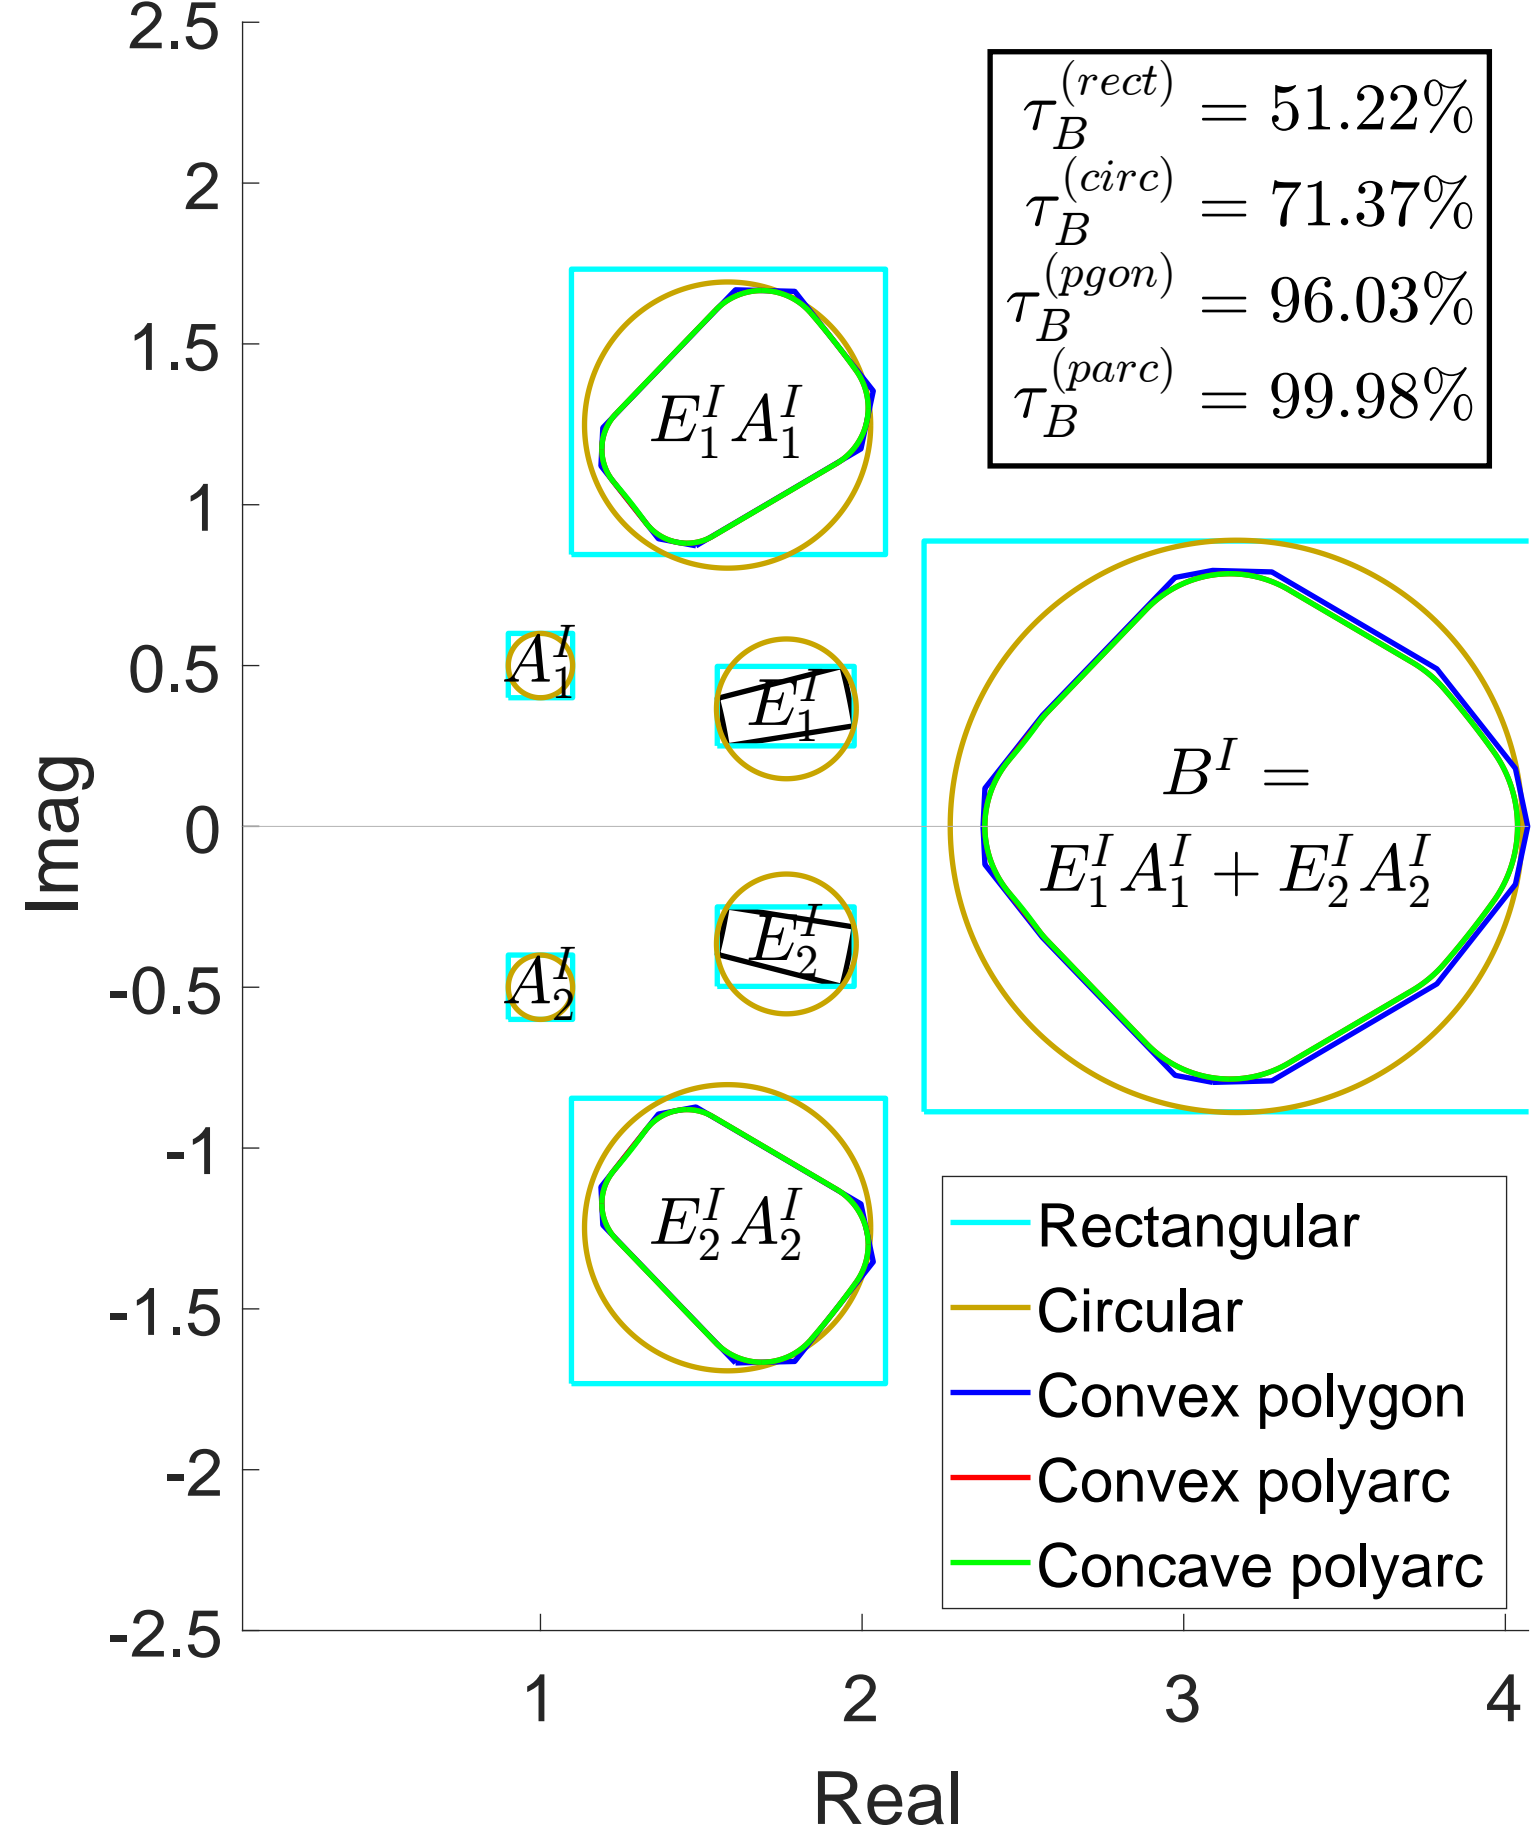 2.5
2
1.5
1
0.5
0
-0.5
-1
-1.5
-2
-2.5
Imag
1
2
3
4
Real
τ_B^(rect) = 51.22%
τ_B^(circ) = 71.37%
τ_B^(pgon) = 96.03%
τ_B^(parc) = 99.98%
E_1^I A_1^I
A_1^I
E_1^I
B^I =
E_1^I A_1^I + E_2^I A_2^I
E_2^I
A_2^I
E_2^I A_2^I
Rectangular
Circular
Convex polygon
Convex polyarc
Concave polyarc